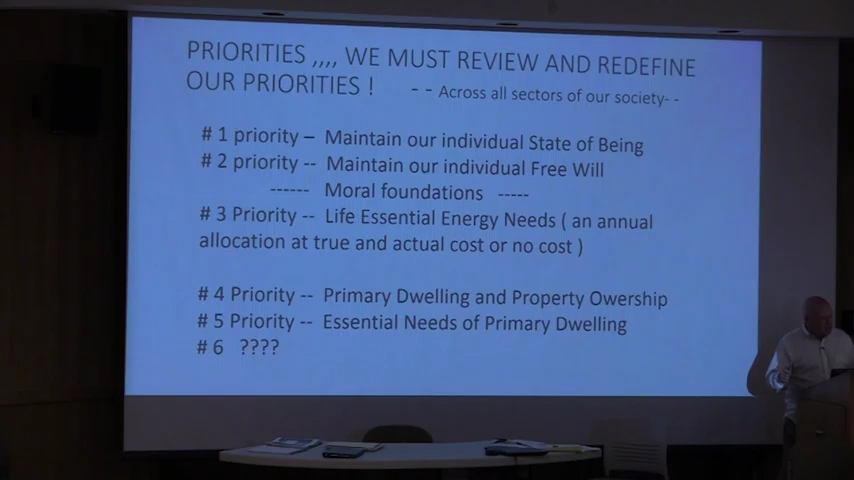 PRIORITIES ,,,, WE MUST REVIEW AND REDEFINE
OUR PRIORITIES ! - - Across all sectors of our society- -
# 1 priority – Maintain our individual State of Being
# 2 priority -- Maintain our individual Free Will
------ Moral foundations -----
# 3 Priority -- Life Essential Energy Needs ( an annual
allocation at true and actual cost or no cost )
# 4 Priority -- Primary Dwelling and Property Owership
# 5 Priority -- Essential Needs of Primary Dwelling
# 6 ????